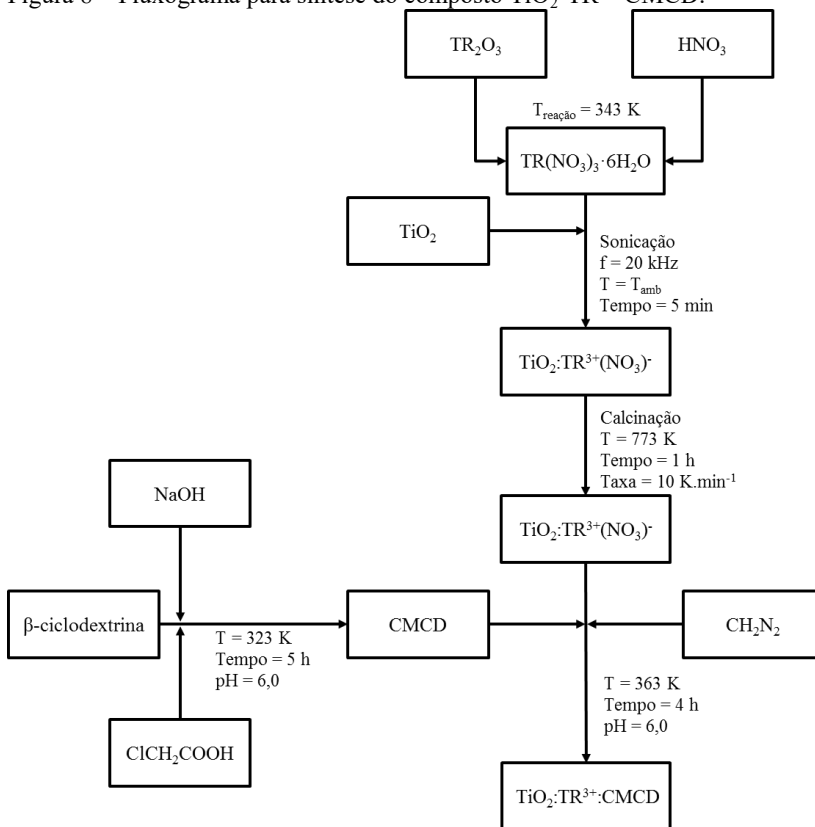 Figura 8 – Fluxograma para síntese do composto TiO₂-TR³⁺-CMCD.
TR₂O₃
HNO₃
Treação = 343 K
TR(NO₃)₃·6H₂O
TiO₂
Sonicação
f = 20 kHz
T = Tamb
Tempo = 5 min
TiO₂:TR³⁺(NO₃)⁻
Calcinação
T = 773 K
Tempo = 1 h
Taxa = 10 K.min⁻¹
NaOH
TiO₂:TR³⁺(NO₃)⁻
β-ciclodextrina
CMCD
CH₂N₂
T = 323 K
Tempo = 5 h
pH = 6,0
T = 363 K
Tempo = 4 h
pH = 6,0
ClCH₂COOH
TiO₂:TR³⁺:CMCD